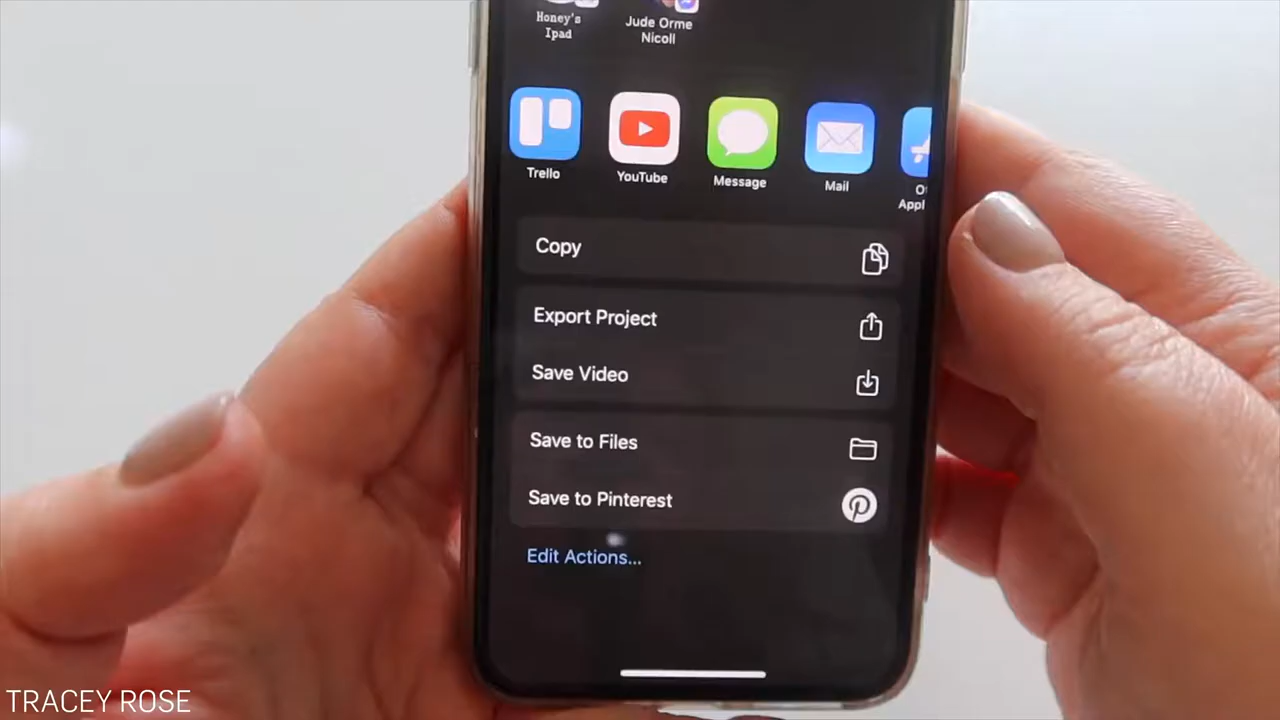 Honey's
Ipad
Jude Orme
Nicoll
Trello
YouTube
Message
Mail
Appl
Copy
Export Project
Save Video
Save to Files
Save to Pinterest
Edit Actions...
TRACEY ROSE